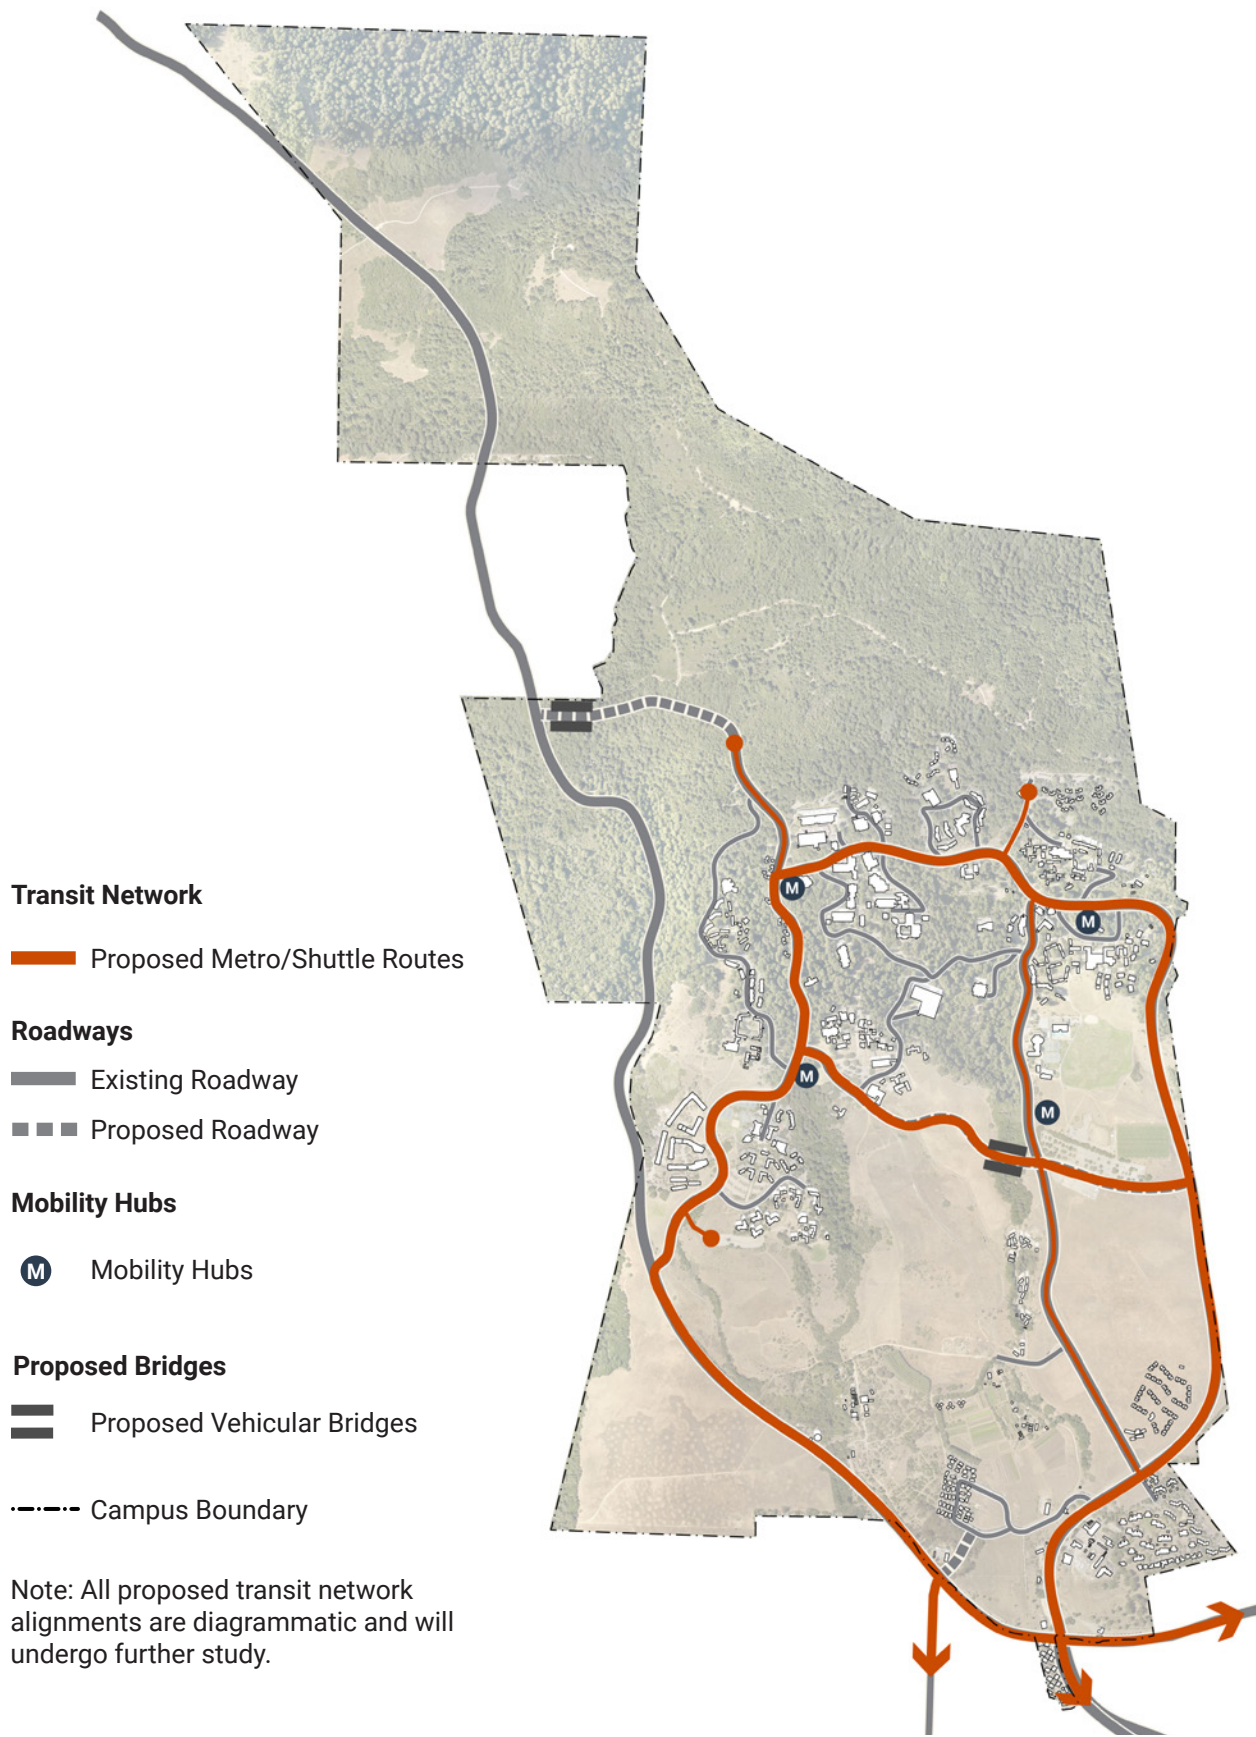 Transit Network
Proposed Metro/Shuttle Routes
Roadways
Existing Roadway
Proposed Roadway
Mobility Hubs
M Mobility Hubs
Proposed Bridges
Proposed Vehicular Bridges
Campus Boundary
Note: All proposed transit network
alignments are diagrammatic and will
undergo further study.
M
M
M
M